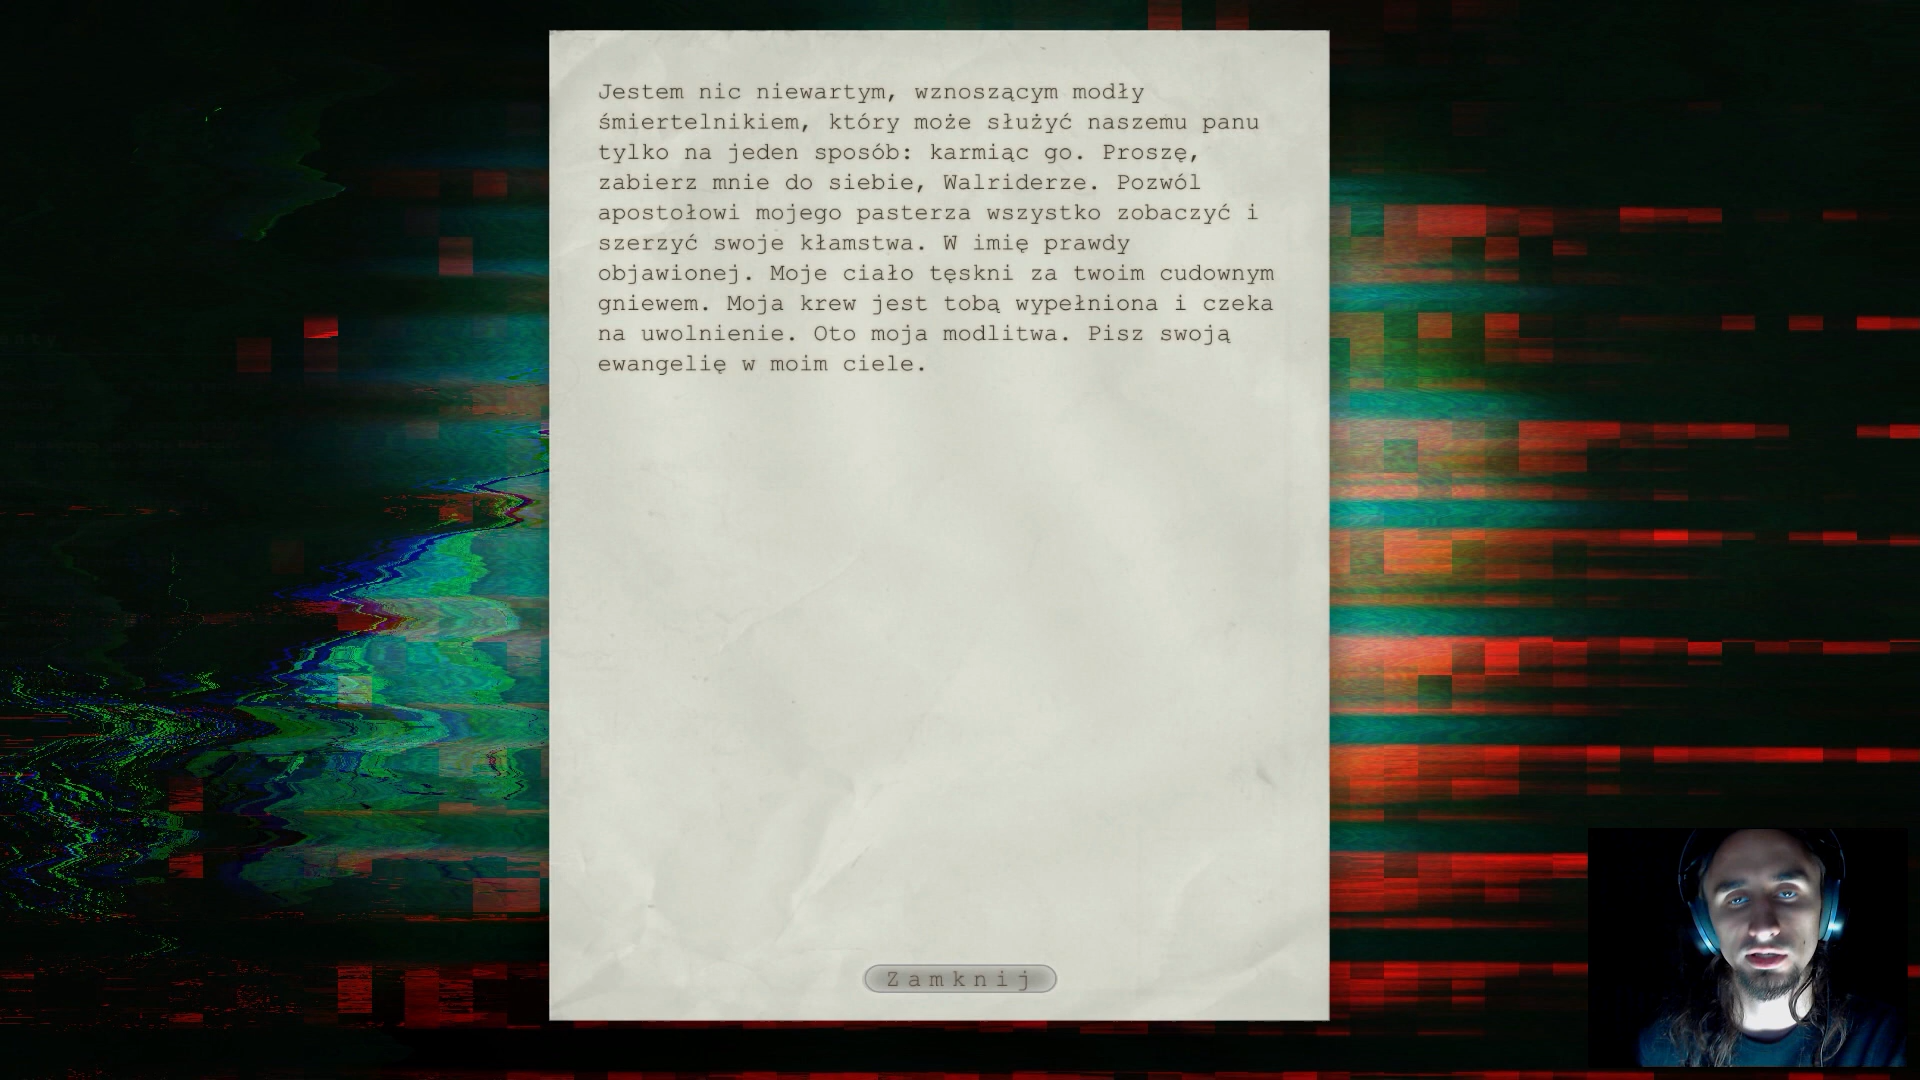 Jestem nic niewartym, wznoszącym modły
śmiertelnikiem, który może służyć naszemu panu
tylko na jeden sposób: karmiąc go. Proszę,
zabierz mnie do siebie, Walriderze. Pozwól
apostołowi mojego pasterza wszystko zobaczyć i
szerzyć swoje kłamstwa. W imię prawdy
objawionej. Moje ciało tęskni za twoim cudownym
gniewem. Moja krew jest tobą wypełniona i czeka
na uwolnienie. Oto moja modlitwa. Pisz swoją
ewangelię w moim ciele.
Zamknij